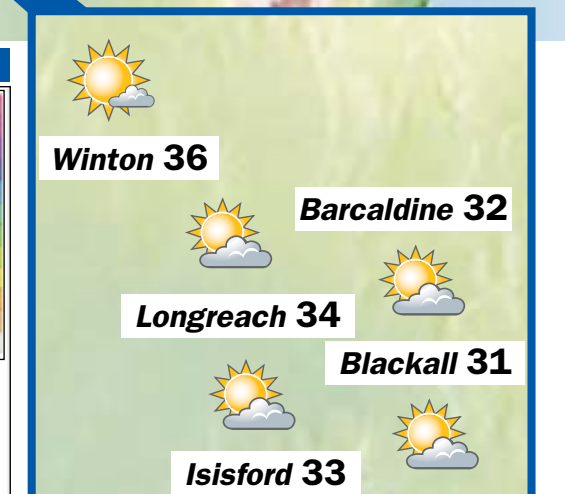 Winton 36
Barcaldine 32
Longreach 34
Blackall 31
Isisford 33